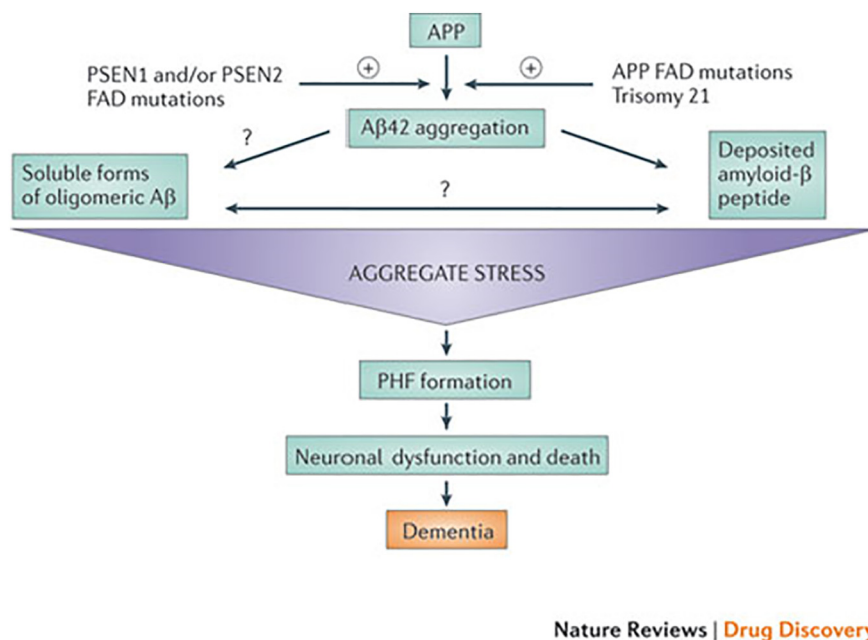 APP
PSEN1 and/or PSEN2
FAD mutations
+
+
APP FAD mutations
Trisomy 21
Aβ42 aggregation
?
Soluble forms
of oligomeric Aβ
?
Deposited
amyloid-β
peptide
AGGREGATE STRESS
PHF formation
Neuronal dysfunction and death
Dementia
Nature Reviews | Drug Discovery